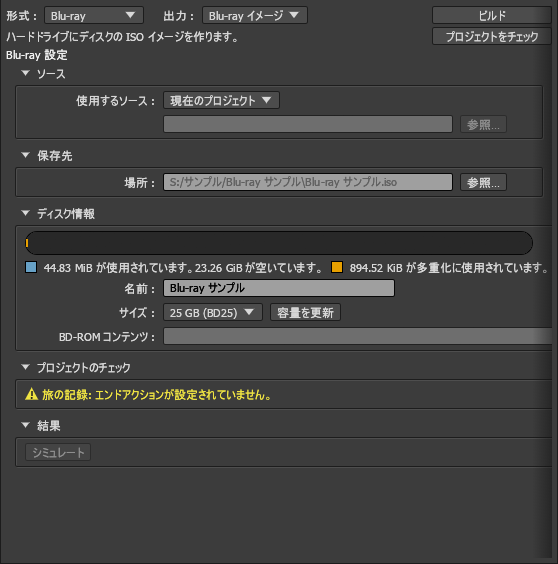 形式： Blu-ray 出力： Blu-ray イメージ ビルド
ハードドライブにディスクの ISO イメージを作ります。 プロジェクトをチェック
Blu-ray 設定
ソース
使用するソース： 現在のプロジェクト
参照...
保存先
場所： S:/サンプル/Blu-ray サンプル\Blu-ray サンプル.iso 参照...
ディスク情報
44.83 MiB が使用されています。23.26 GiB が空いています。 894.52 KiB が多重化に使用されています。
名前： Blu-ray サンプル
サイズ： 25 GB (BD25) 容量を更新
BD-ROM コンテンツ：
プロジェクトのチェック
旅の記録: エンドアクションが設定されていません。
結果
シミュレート